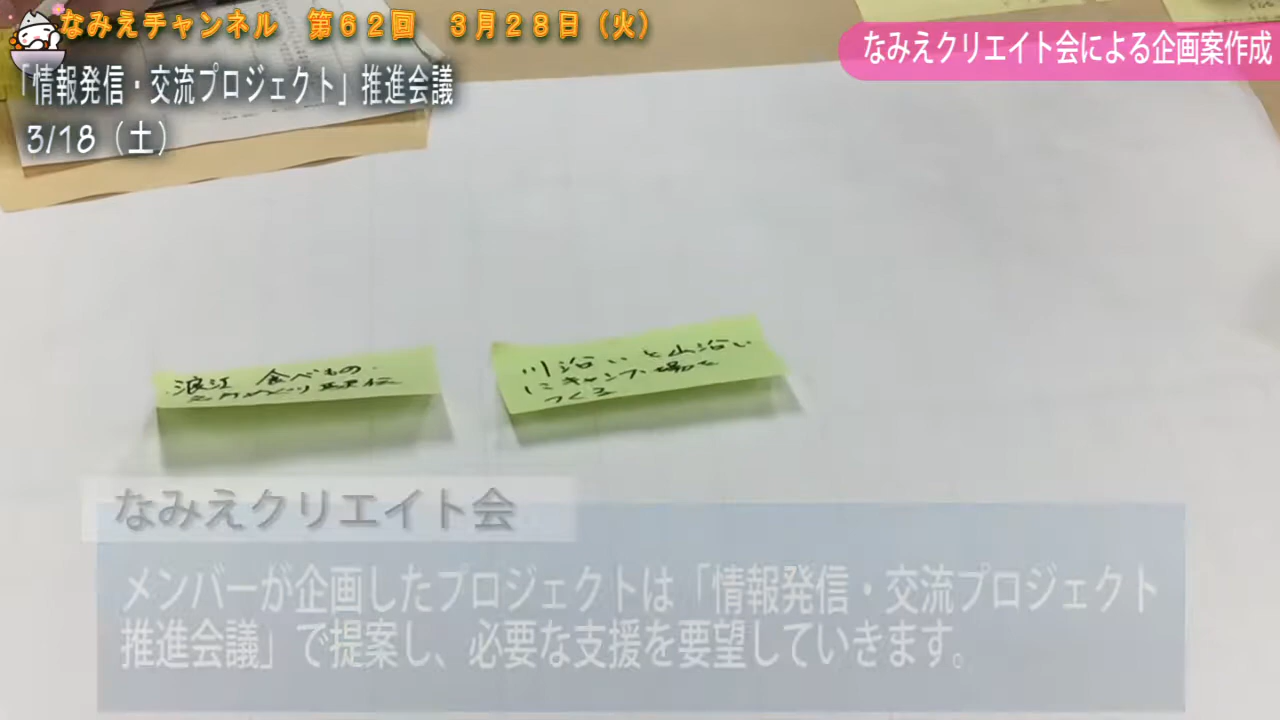 なみえチャンネル　第６２回　３月２８日（火）
なみえクリエイト会による企画案作成
「情報発信・交流プロジェクト」推進会議
3/18（土）
浪江 食べもの
川沿いと山沿い
にキャンプ場を
つくる
なみえクリエイト会
メンバーが企画したプロジェクトは「情報発信・交流プロジェクト
推進会議」で提案し、必要な支援を要望していきます。